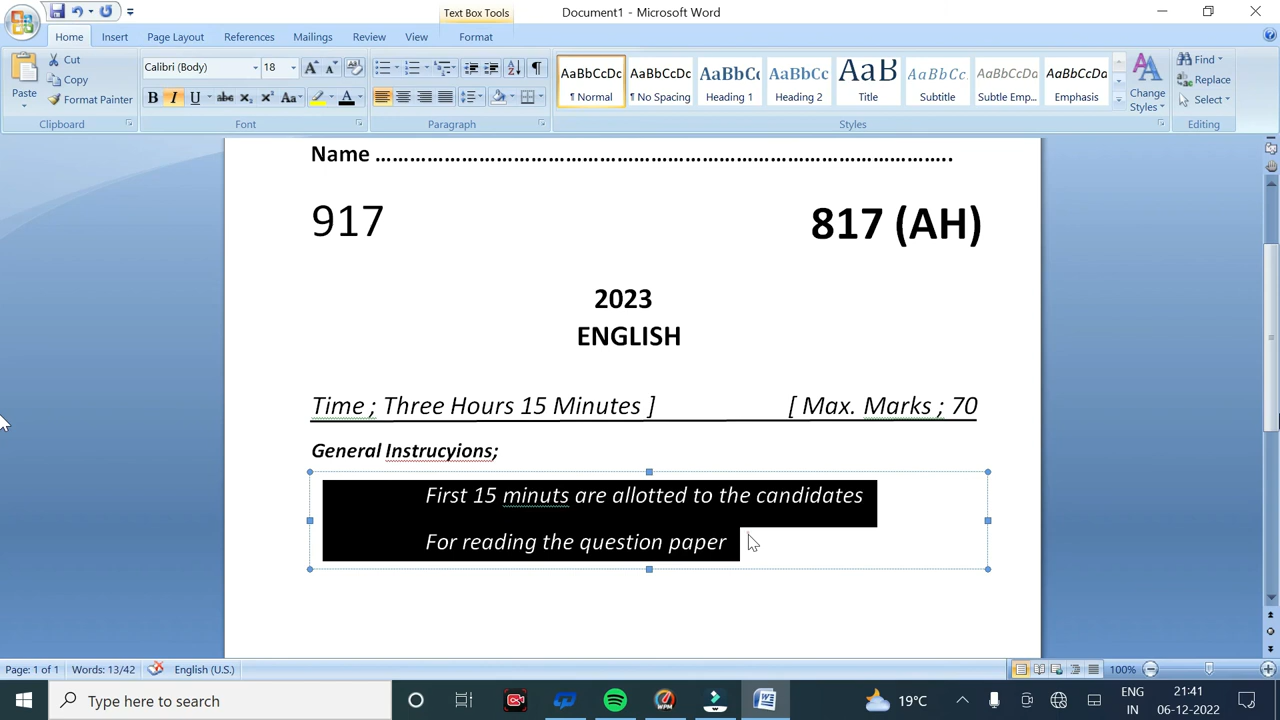 Text Box Tools
Document1 - Microsoft Word
Home Insert Page Layout References Mailings Review View Format
Paste
Cut
Copy
Format Painter
Clipboard
Calibri (Body) 18
Font
Paragraph
AaBbCcDc AaBbCcDc AaBbCc AaBbCc AaB AaBbCc. AaBbCcDa AaBbCcDa
¶ Normal ¶ No Spacing Heading 1 Heading 2 Title Subtitle Subtle Emp... Emphasis
Change Styles
Styles
Find
Replace
Select
Editing
Name ………………………………………………………………………………………..
917 817 (AH)
2023
ENGLISH
Time ; Three Hours 15 Minutes ] [ Max. Marks ; 70
General Instrucyions;
First 15 minuts are allotted to the candidates
For reading the question paper
Page: 1 of 1 Words: 13/42 English (U.S.) 100%
Type here to search
WPM
19°C
ENG
IN
21:41
06-12-2022